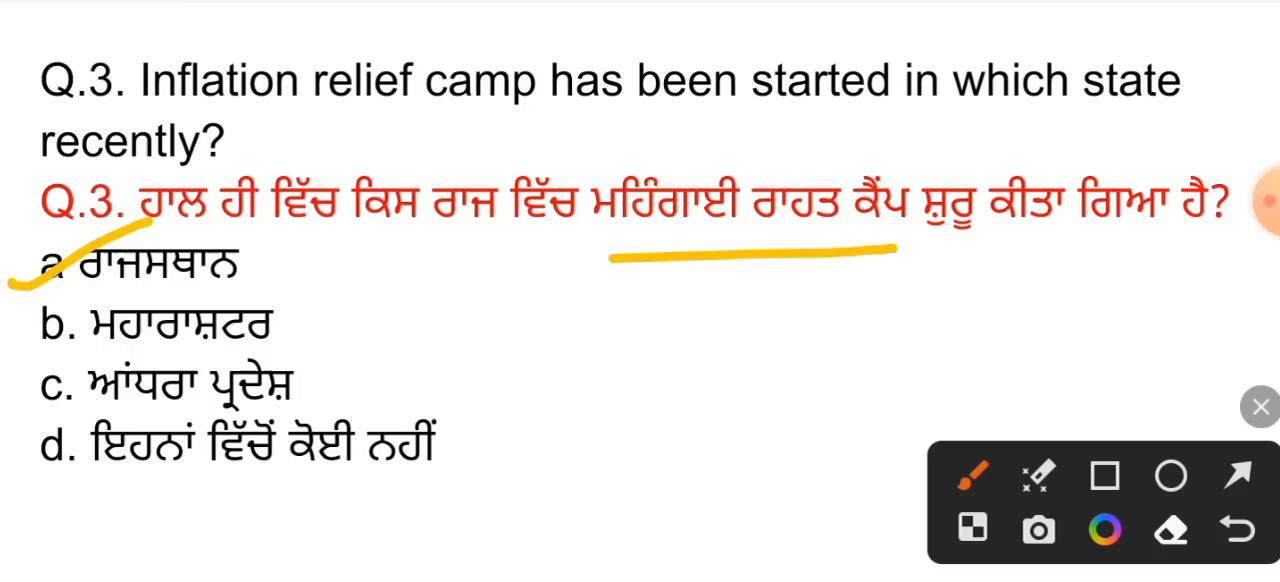 Q.3. Inflation relief camp has been started in which state
recently?
Q.3. ਹਾਲ ਹੀ ਵਿੱਚ ਕਿਸ ਰਾਜ ਵਿੱਚ ਮਹਿੰਗਾਈ ਰਾਹਤ ਕੈਂਪ ਸ਼ੁਰੂ ਕੀਤਾ ਗਿਆ ਹੈ?
a ਰਾਜਸਥਾਨ
b. ਮਹਾਰਾਸ਼ਟਰ
c. ਆਂਧਰਾ ਪ੍ਰਦੇਸ਼
d. ਇਹਨਾਂ ਵਿੱਚੋਂ ਕੋਈ ਨਹੀਂ